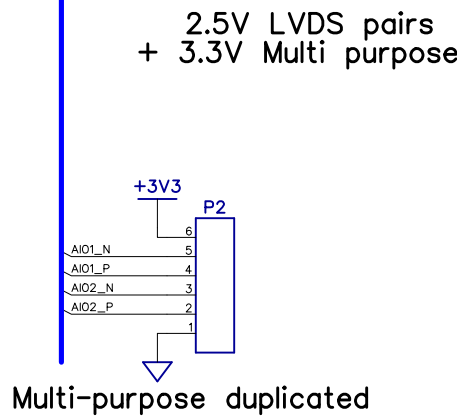 2.5V LVDS pairs
+ 3.3V Multi purpose
+3V3
P2
6
AIO1_N 5
AIO1_P 4
AIO2_N 3
AIO2_P 2
1
Multi-purpose duplicated